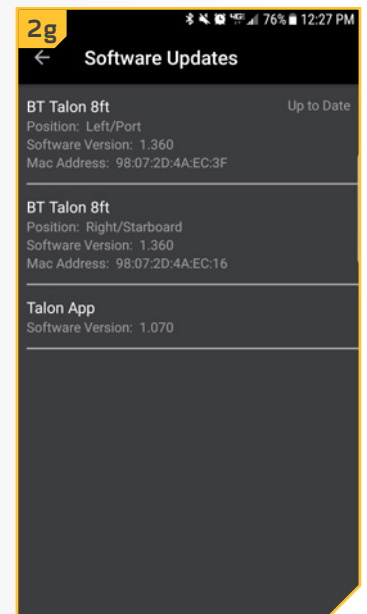 2g
4GE 76% 12:27 PM
Software Updates
BT Talon 8ft Up to Date
Position: Left/Port
Software Version: 1.360
Mac Address: 98:07:2D:4A:EC:3F
BT Talon 8ft
Position: Right/Starboard
Software Version: 1.360
Mac Address: 98:07:2D:4A:EC:16
Talon App
Software Version: 1.070